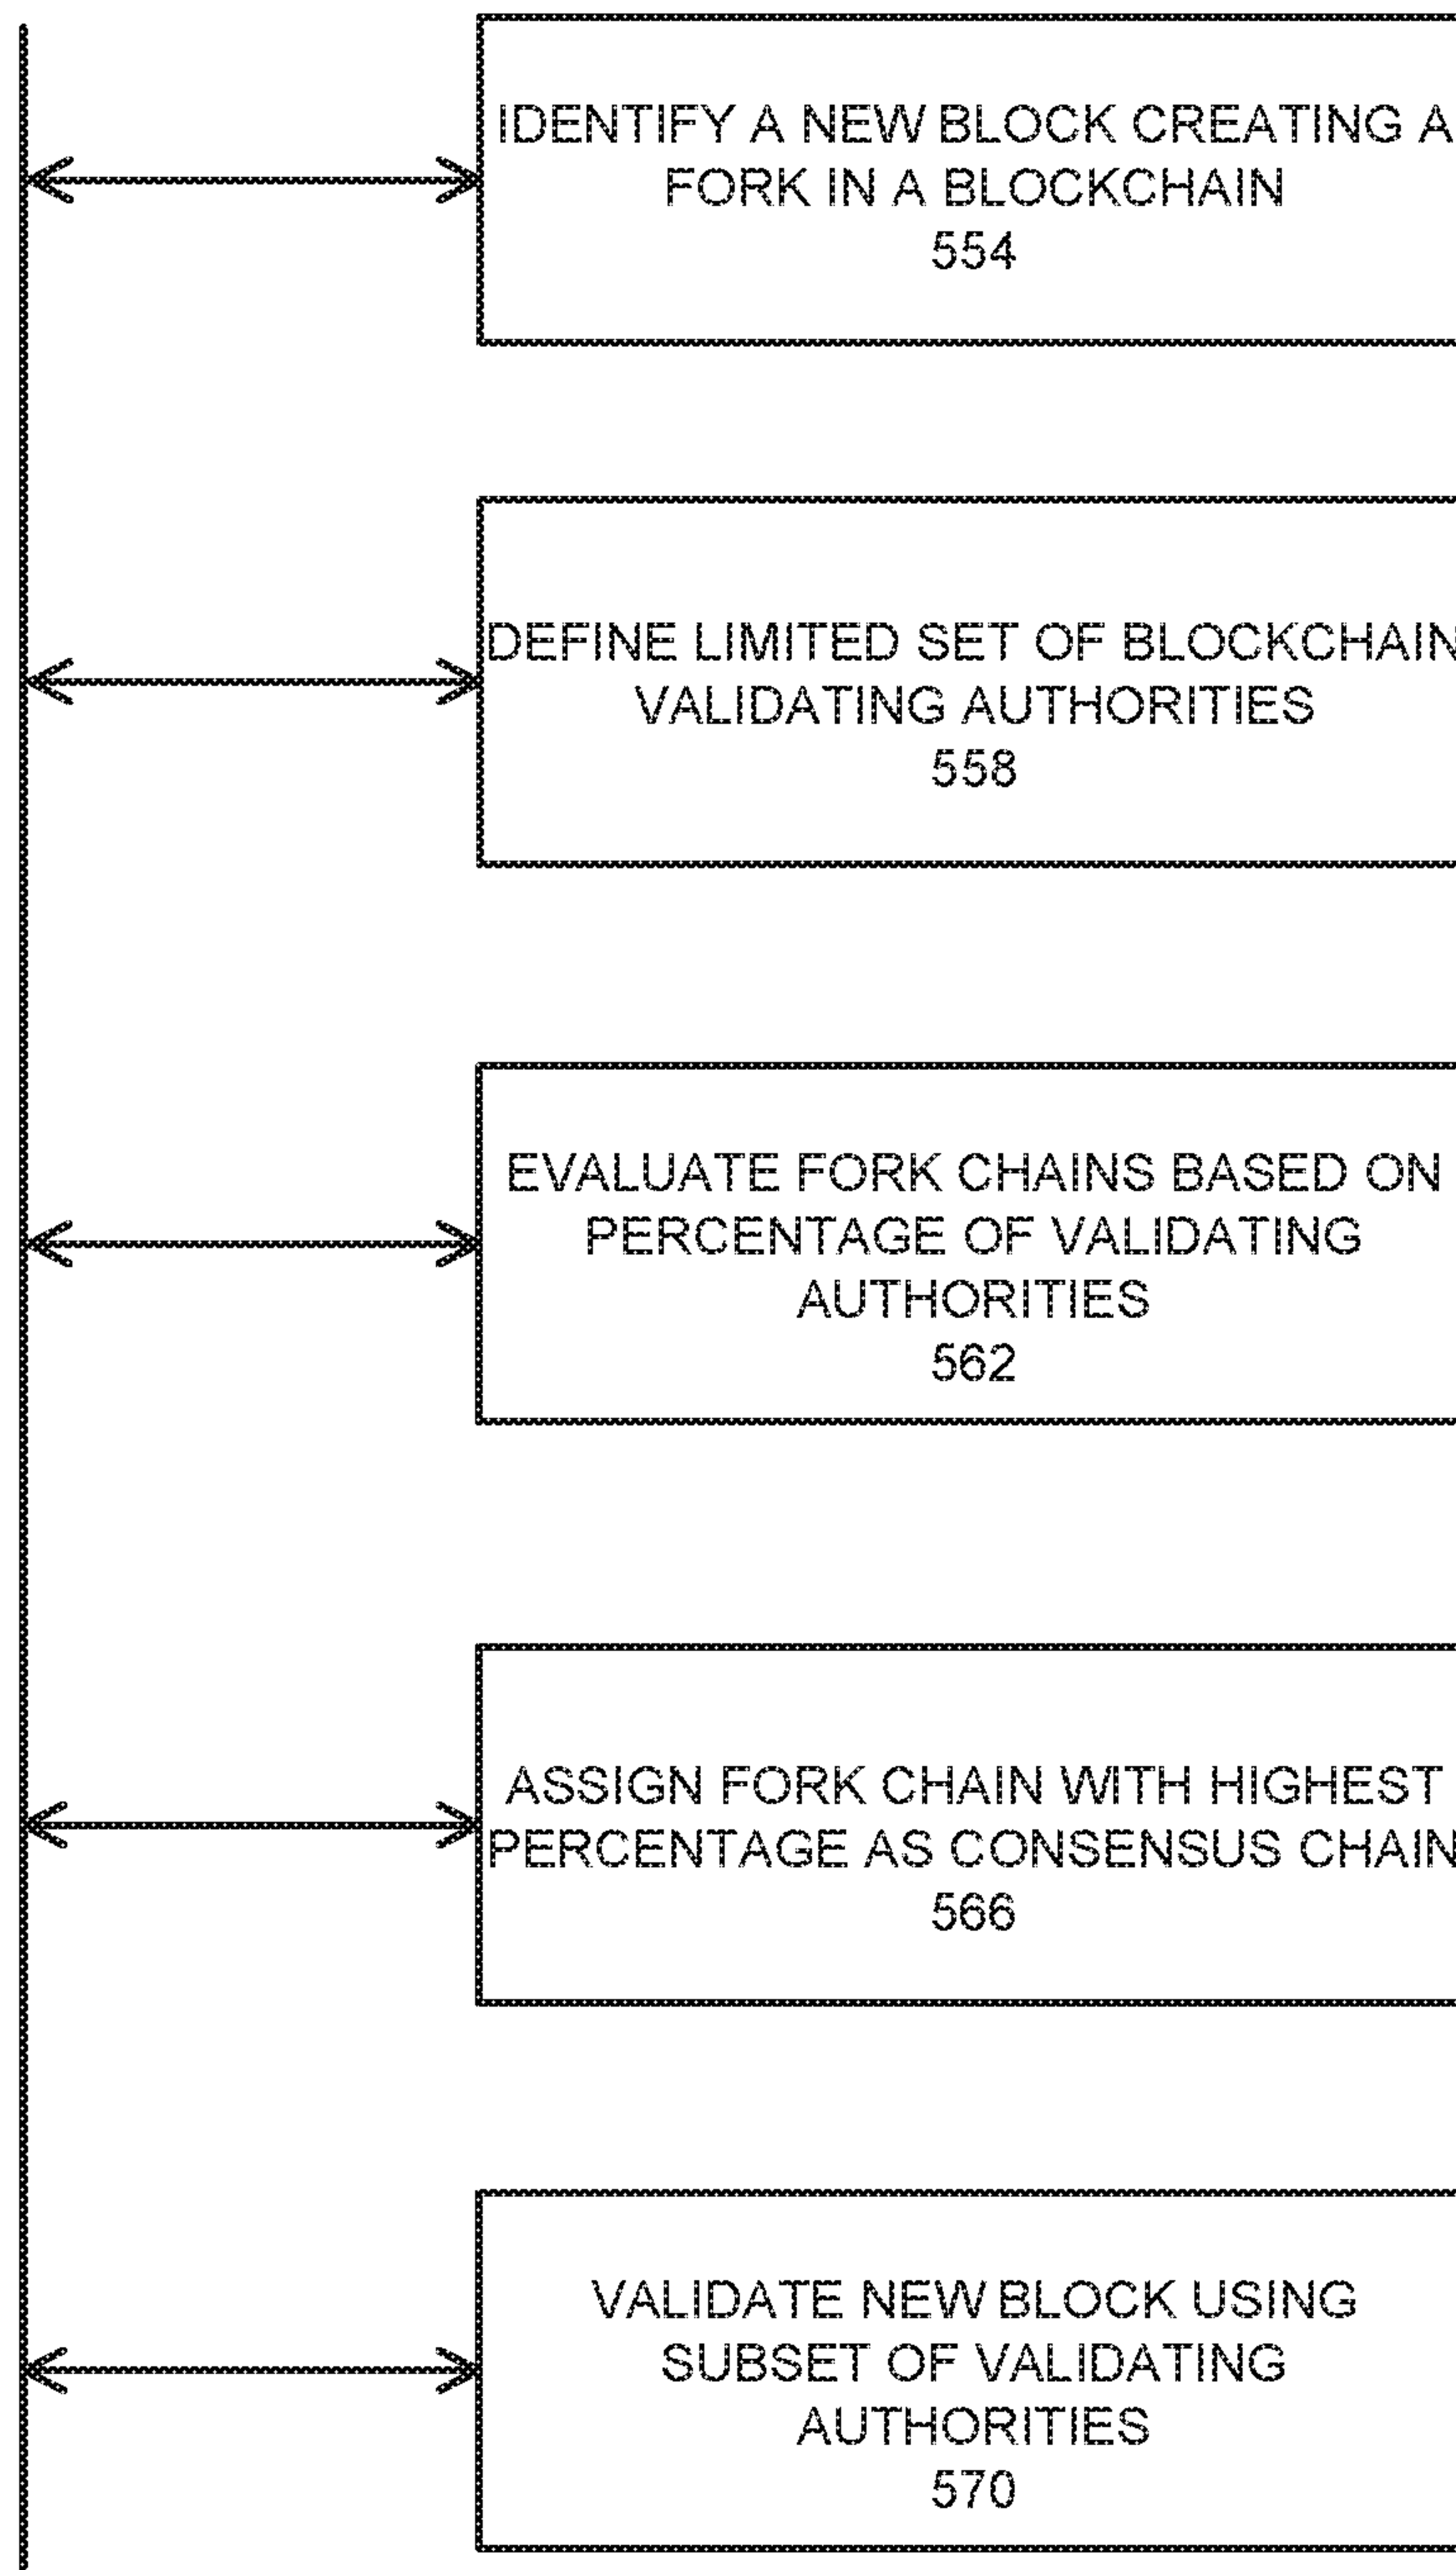 IDENTIFY A NEW BLOCK CREATING A
FORK IN A BLOCKCHAIN
554
DEFINE LIMITED SET OF BLOCKCHAIN
VALIDATING AUTHORITIES
558
EVALUATE FORK CHAINS BASED ON
PERCENTAGE OF VALIDATING
AUTHORITIES
562
ASSIGN FORK CHAIN WITH HIGHEST
PERCENTAGE AS CONSENSUS CHAIN
566
VALIDATE NEW BLOCK USING
SUBSET OF VALIDATING
AUTHORITIES
570